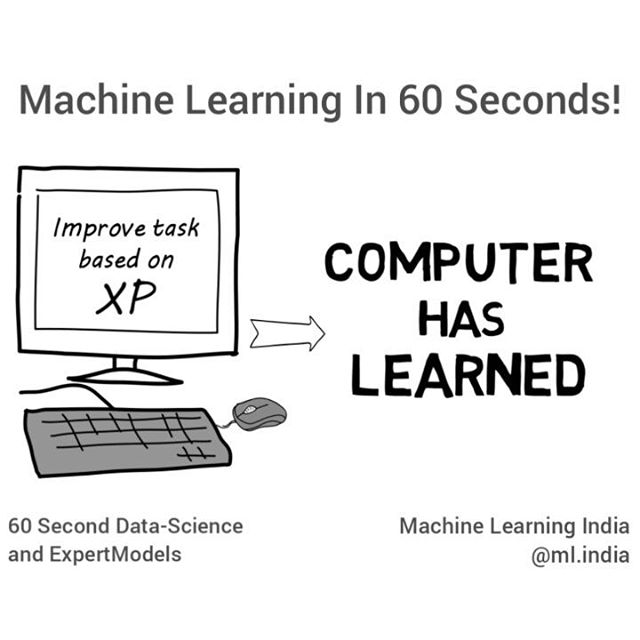 Machine Learning In 60 Seconds!
Improve task
based on
XP
COMPUTER
HAS
LEARNED
60 Second Data-Science
and ExpertModels
Machine Learning India
@ml.india